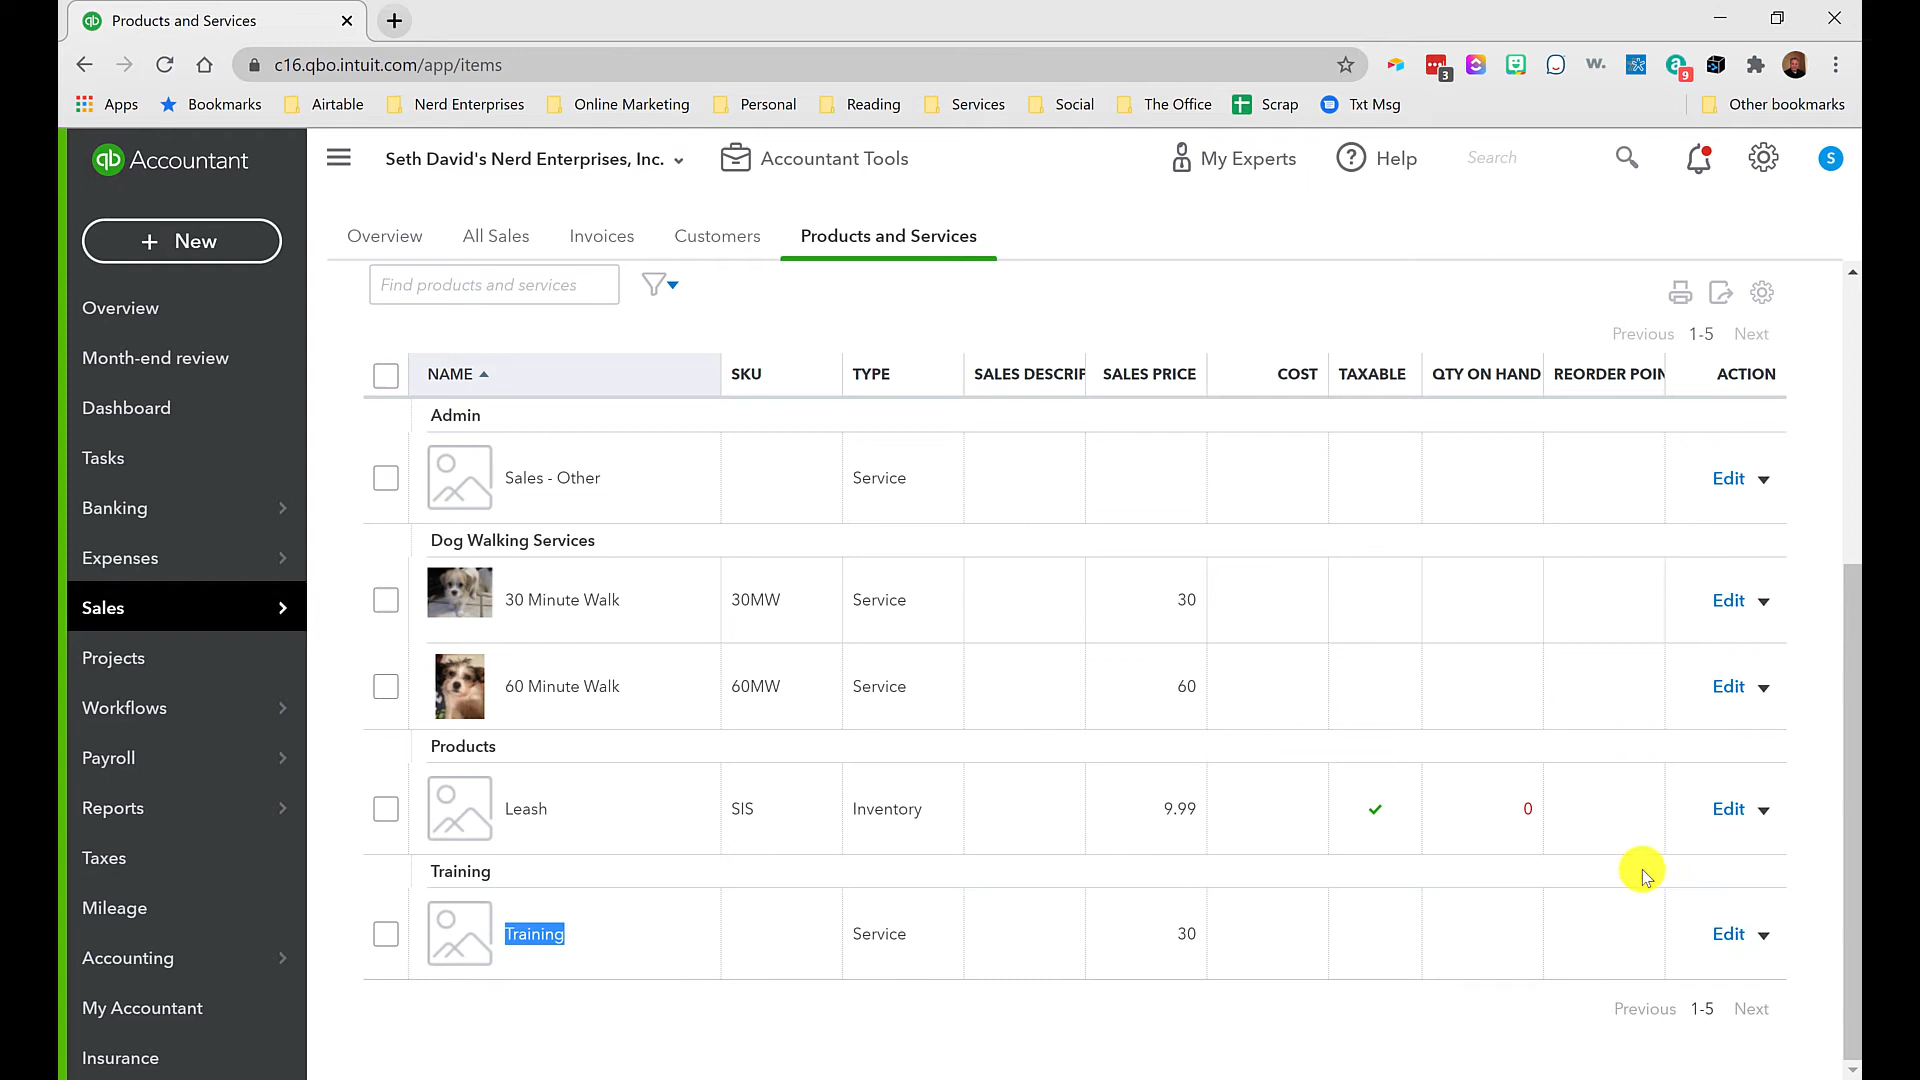 qb Products and Services
c16.qbo.intuit.com/app/items
3
w.
a 9
Apps Bookmarks Airtable Nerd Enterprises Online Marketing Personal Reading Services Social The Office Scrap Txt Msg Other bookmarks
qb Accountant
Seth David's Nerd Enterprises, Inc. Accountant Tools My Experts ? Help Search S
+ New
Overview
Month-end review
Dashboard
Tasks
Banking
Expenses
Sales
Projects
Workflows
Payroll
Reports
Taxes
Mileage
Accounting
My Accountant
Insurance
Overview All Sales Invoices Customers Products and Services
Find products and services
Previous 1-5 Next
NAME SKU TYPE SALES DESCRIP SALES PRICE COST TAXABLE QTY ON HAND REORDER POIN ACTION
Admin
Sales - Other Service Edit
Dog Walking Services
30 Minute Walk 30MW Service 30 Edit
60 Minute Walk 60MW Service 60 Edit
Products
Leash SIS Inventory 9.99 0 Edit
Training
Training Service 30 Edit
Previous 1-5 Next